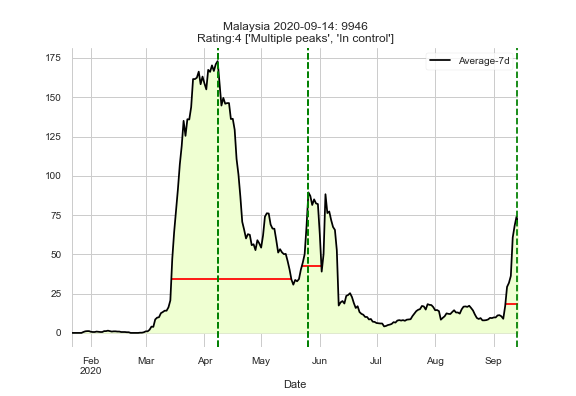 Malaysia 2020-09-14: 9946
Rating:4 ['Multiple peaks', 'In control']
Average-7d
175
150
125
100
75
50
25
0
Feb
2020
Mar
Apr
May
Jun
Jul
Aug
Sep
Date